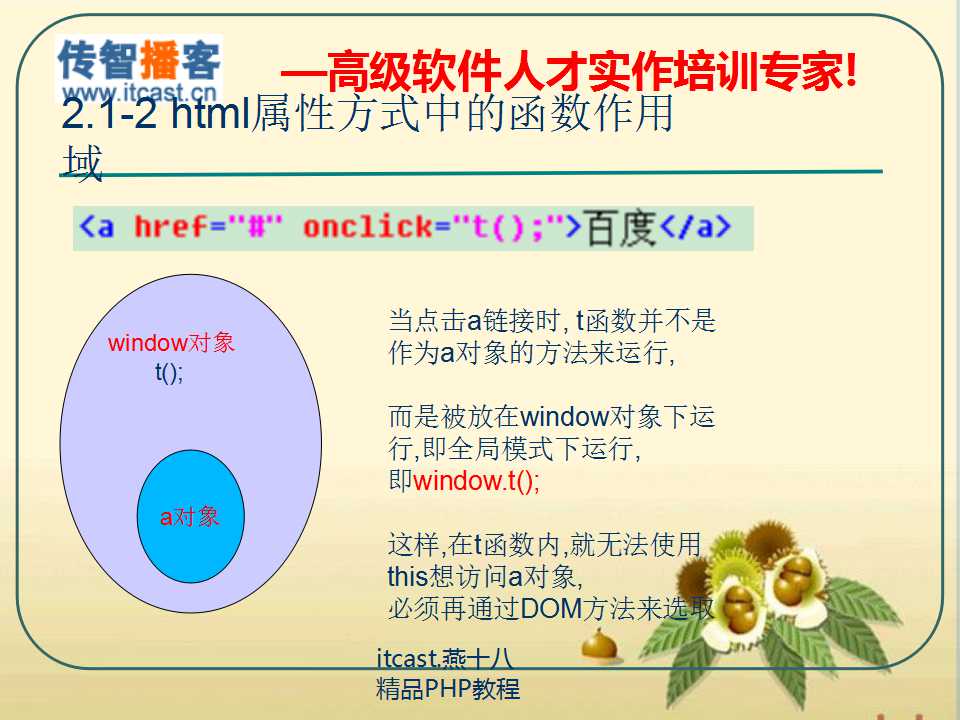 传智播客
www.itcast.cn
—高级软件人才实作培训专家!
2.1-2 html属性方式中的函数作用
域
<a href="#" onclick="t();">百度</a>
window对象
t();
a对象
当点击a链接时, t函数并不是
作为a对象的方法来运行,
而是被放在window对象下运
行,即全局模式下运行,
即window.t();
这样,在t函数内,就无法使用
this想访问a对象,
必须再通过DOM方法来选取
itcast.燕十八
精品PHP教程